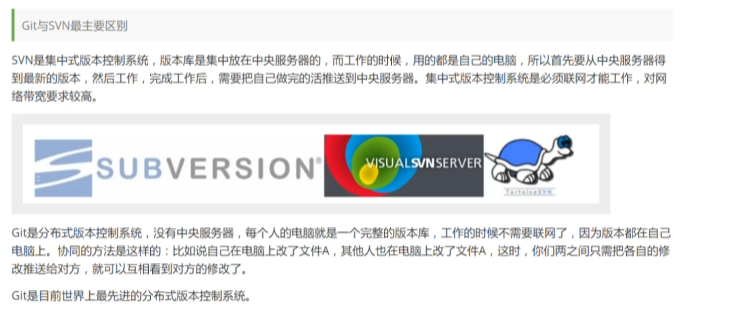 Git与SVN最主要区别
SVN是集中式版本控制系统，版本库是集中放在中央服务器的，而工作的时候，用的都是自己的电脑，所以首先要从中央服务器得
到最新的版本，然后工作，完成工作后，需要把自己做完的活推送到中央服务器。集中式版本控制系统是必须联网才能工作，对网
络带宽要求较高。
SUBVERSION®
VISUALSVNSERVER
TortoiseSVN
Git是分布式版本控制系统，没有中央服务器，每个人的电脑就是一个完整的版本库，工作的时候不需要联网了，因为版本都在自己
电脑上。协同的方法是这样的：比如说自己在电脑上改了文件A，其他人也在电脑上改了文件A，这时，你们两之间只需把各自的修
改推送给对方，就可以互相看到对方的修改了。
Git是目前世界上最先进的分布式版本控制系统。